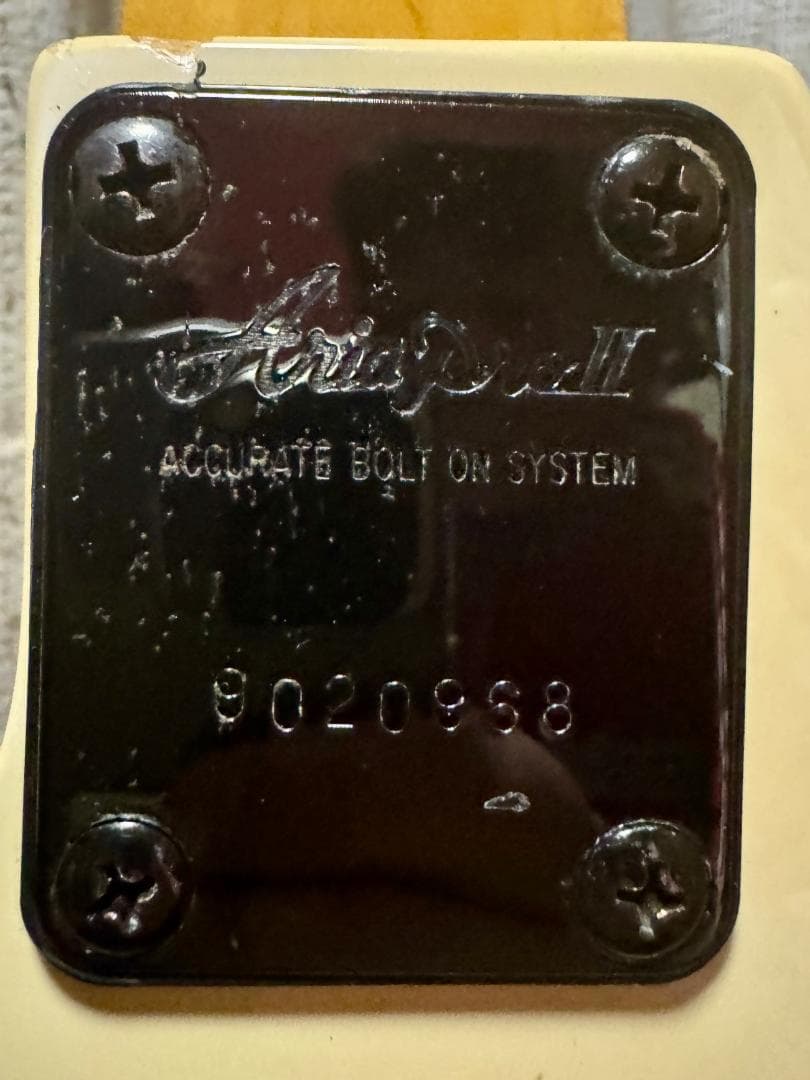 Aria Pro II
ACCURATE BOLT ON SYSTEM
9020968